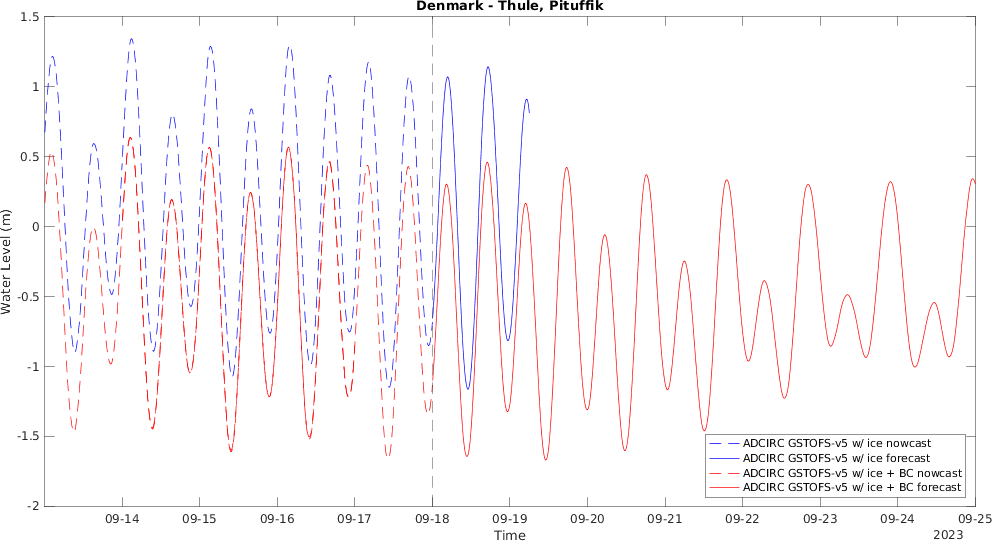 Denmark - Thule, Pituffik
Water Level (m)
1.5
1
0.5
0
-0.5
-1
-1.5
-2
ADCIRC GSTOFS-v5 w/ ice nowcast
ADCIRC GSTOFS-v5 w/ ice forecast
ADCIRC GSTOFS-v5 w/ ice + BC nowcast
ADCIRC GSTOFS-v5 w/ ice + BC forecast
09-14 09-15 09-16 09-17 09-18 09-19 09-20 09-21 09-22 09-23 09-24 09-25
Time
2023